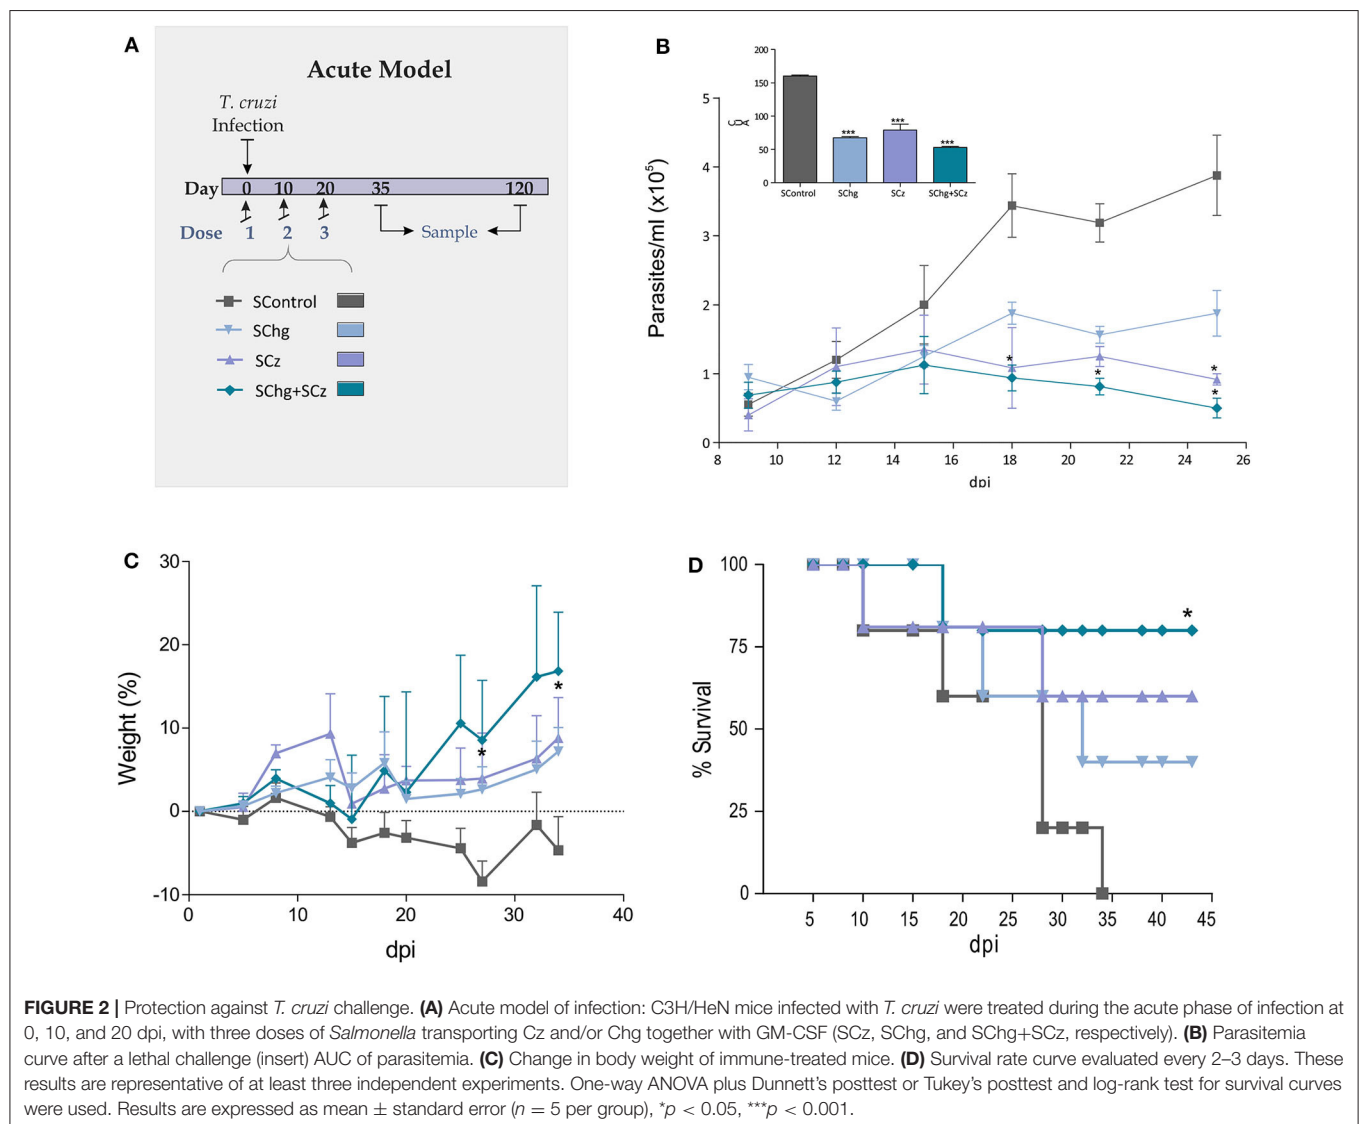 A
Acute Model
T. cruzi
Infection
Day 0 10 20 35 120
Dose 1 2 3 Sample
SControl
SChg
SCz
SChg+SCz
B
200
150
100
50
0
AUC
***
***
***
SControl SChg SCz SChg+SCz
Parasites/ml (x10⁵)
5
4
3
2
1
0
*
*
*
*
8 10 12 14 16 18 20 22 24 26
dpi
C
Weight (%)
30
20
10
0
-10
*
*
0 10 20 30 40
dpi
D
% Survival
100
75
50
25
0
*
5 10 15 20 25 30 35 40 45
dpi
FIGURE 2 | Protection against T. cruzi challenge. (A) Acute model of infection: C3H/HeN mice infected with T. cruzi were treated during the acute phase of infection at
0, 10, and 20 dpi, with three doses of Salmonella transporting Cz and/or Chg together with GM-CSF (SCz, SChg, and SChg+SCz, respectively). (B) Parasitemia
curve after a lethal challenge (insert) AUC of parasitemia. (C) Change in body weight of immune-treated mice. (D) Survival rate curve evaluated every 2–3 days. These
results are representative of at least three independent experiments. One-way ANOVA plus Dunnett's posttest or Tukey's posttest and log-rank test for survival curves
were used. Results are expressed as mean ± standard error (n = 5 per group), *p < 0.05, ***p < 0.001.